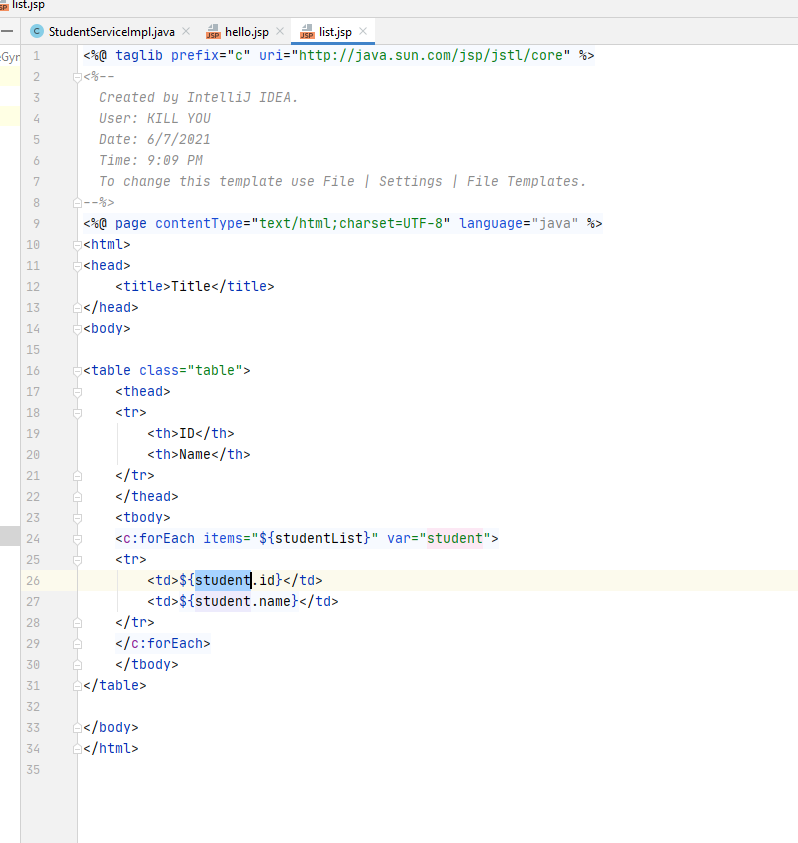 list.jsp
StudentServiceImpl.java hello.jsp list.jsp
1 <%@ taglib prefix="c" uri="http://java.sun.com/jsp/jstl/core" %>
2 <%--
3   Created by IntelliJ IDEA.
4   User: KILL YOU
5   Date: 6/7/2021
6   Time: 9:09 PM
7   To change this template use File | Settings | File Templates.
8 --%>
9 <%@ page contentType="text/html;charset=UTF-8" language="java" %>
10 <html>
11 <head>
12     <title>Title</title>
13 </head>
14 <body>
15
16 <table class="table">
17     <thead>
18     <tr>
19         <th>ID</th>
20         <th>Name</th>
21     </tr>
22     </thead>
23     <tbody>
24     <c:forEach items="${studentList}" var="student">
25     <tr>
26         <td>${student.id}</td>
27         <td>${student.name}</td>
28     </tr>
29     </c:forEach>
30     </tbody>
31 </table>
32
33 </body>
34 </html>
35